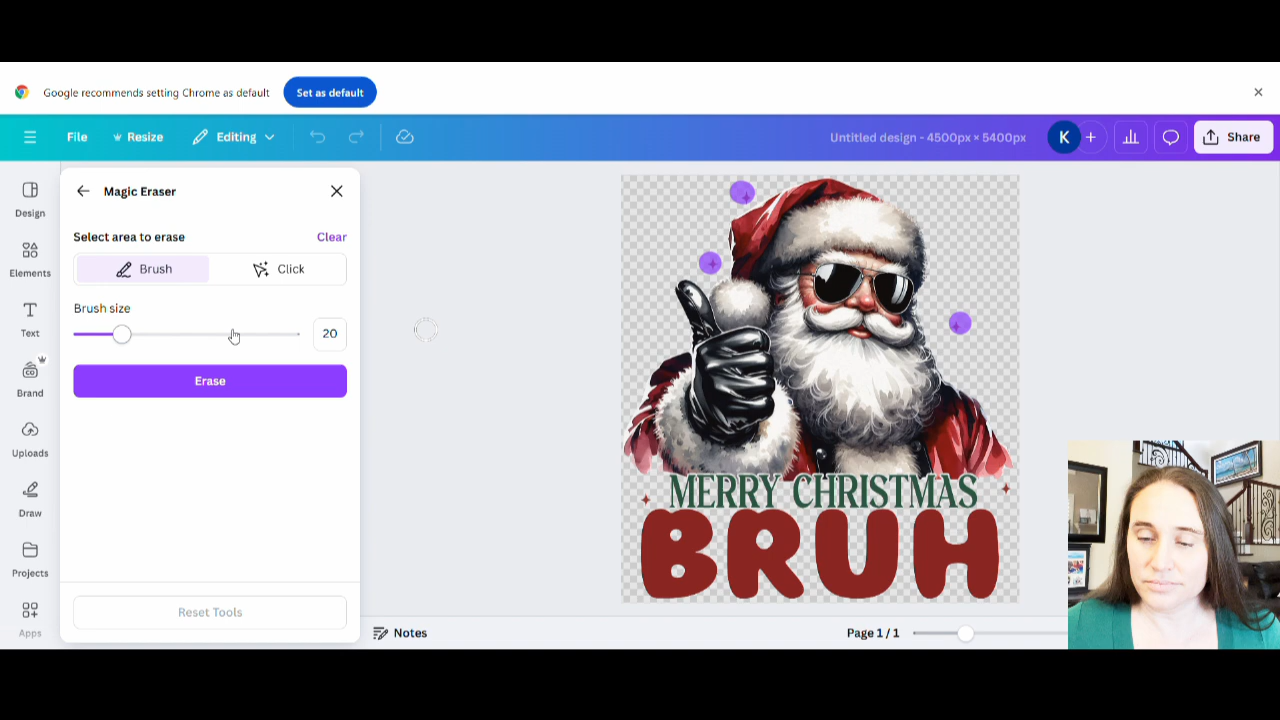 Google recommends setting Chrome as default
Set as default
File
Resize
Editing
Untitled design - 4500px × 5400px
K
Share
Design
Elements
Text
Brand
Uploads
Draw
Projects
Apps
Magic Eraser
Select area to erase
Clear
Brush
Click
Brush size
20
Erase
Reset Tools
MERRY CHRISTMAS
BRUH
Notes
Page 1 / 1